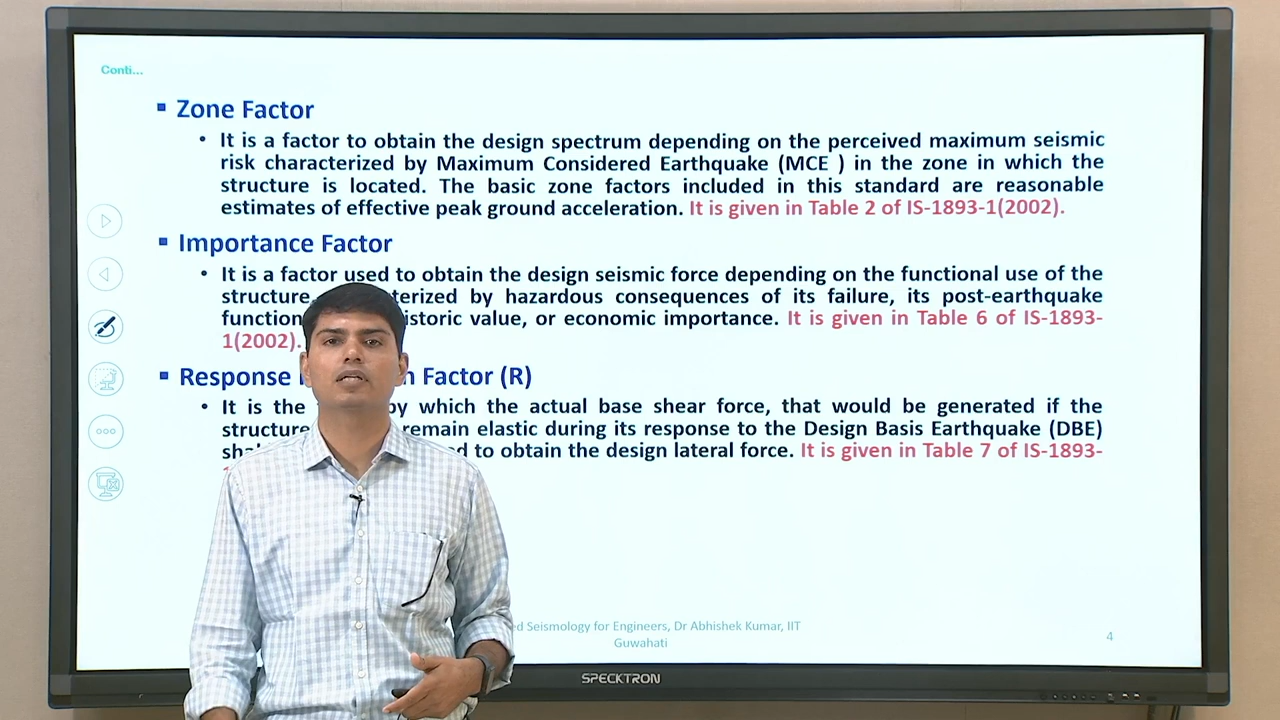 Conti...
Zone Factor
It is a factor to obtain the design spectrum depending on the perceived maximum seismic
risk characterized by Maximum Considered Earthquake (MCE ) in the zone in which the
structure is located. The basic zone factors included in this standard are reasonable
estimates of effective peak ground acceleration. It is given in Table 2 of IS-1893-1(2002).
Importance Factor
It is a factor used to obtain the design seismic force depending on the functional use of the
structure by hazardous consequences of its failure, its post-earthquake
value, or economic importance. It is given in Table 6 of IS-1893-
1(2002).
Response Factor (R)
It is the by which the actual base shear force, that would be generated if the
structure remain elastic during its response to the Design Basis Earthquake (DBE)
to obtain the design lateral force. It is given in Table 7 of IS-1893-
Seismology for Engineers, Dr Abhishek Kumar, IIT
Guwahati
4
SPECKTRON